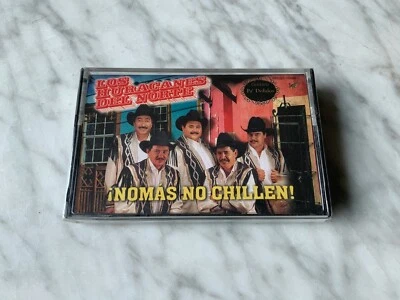 LOS
HURACANES
DEL NORTE
¡NOMAS NO CHILLEN!